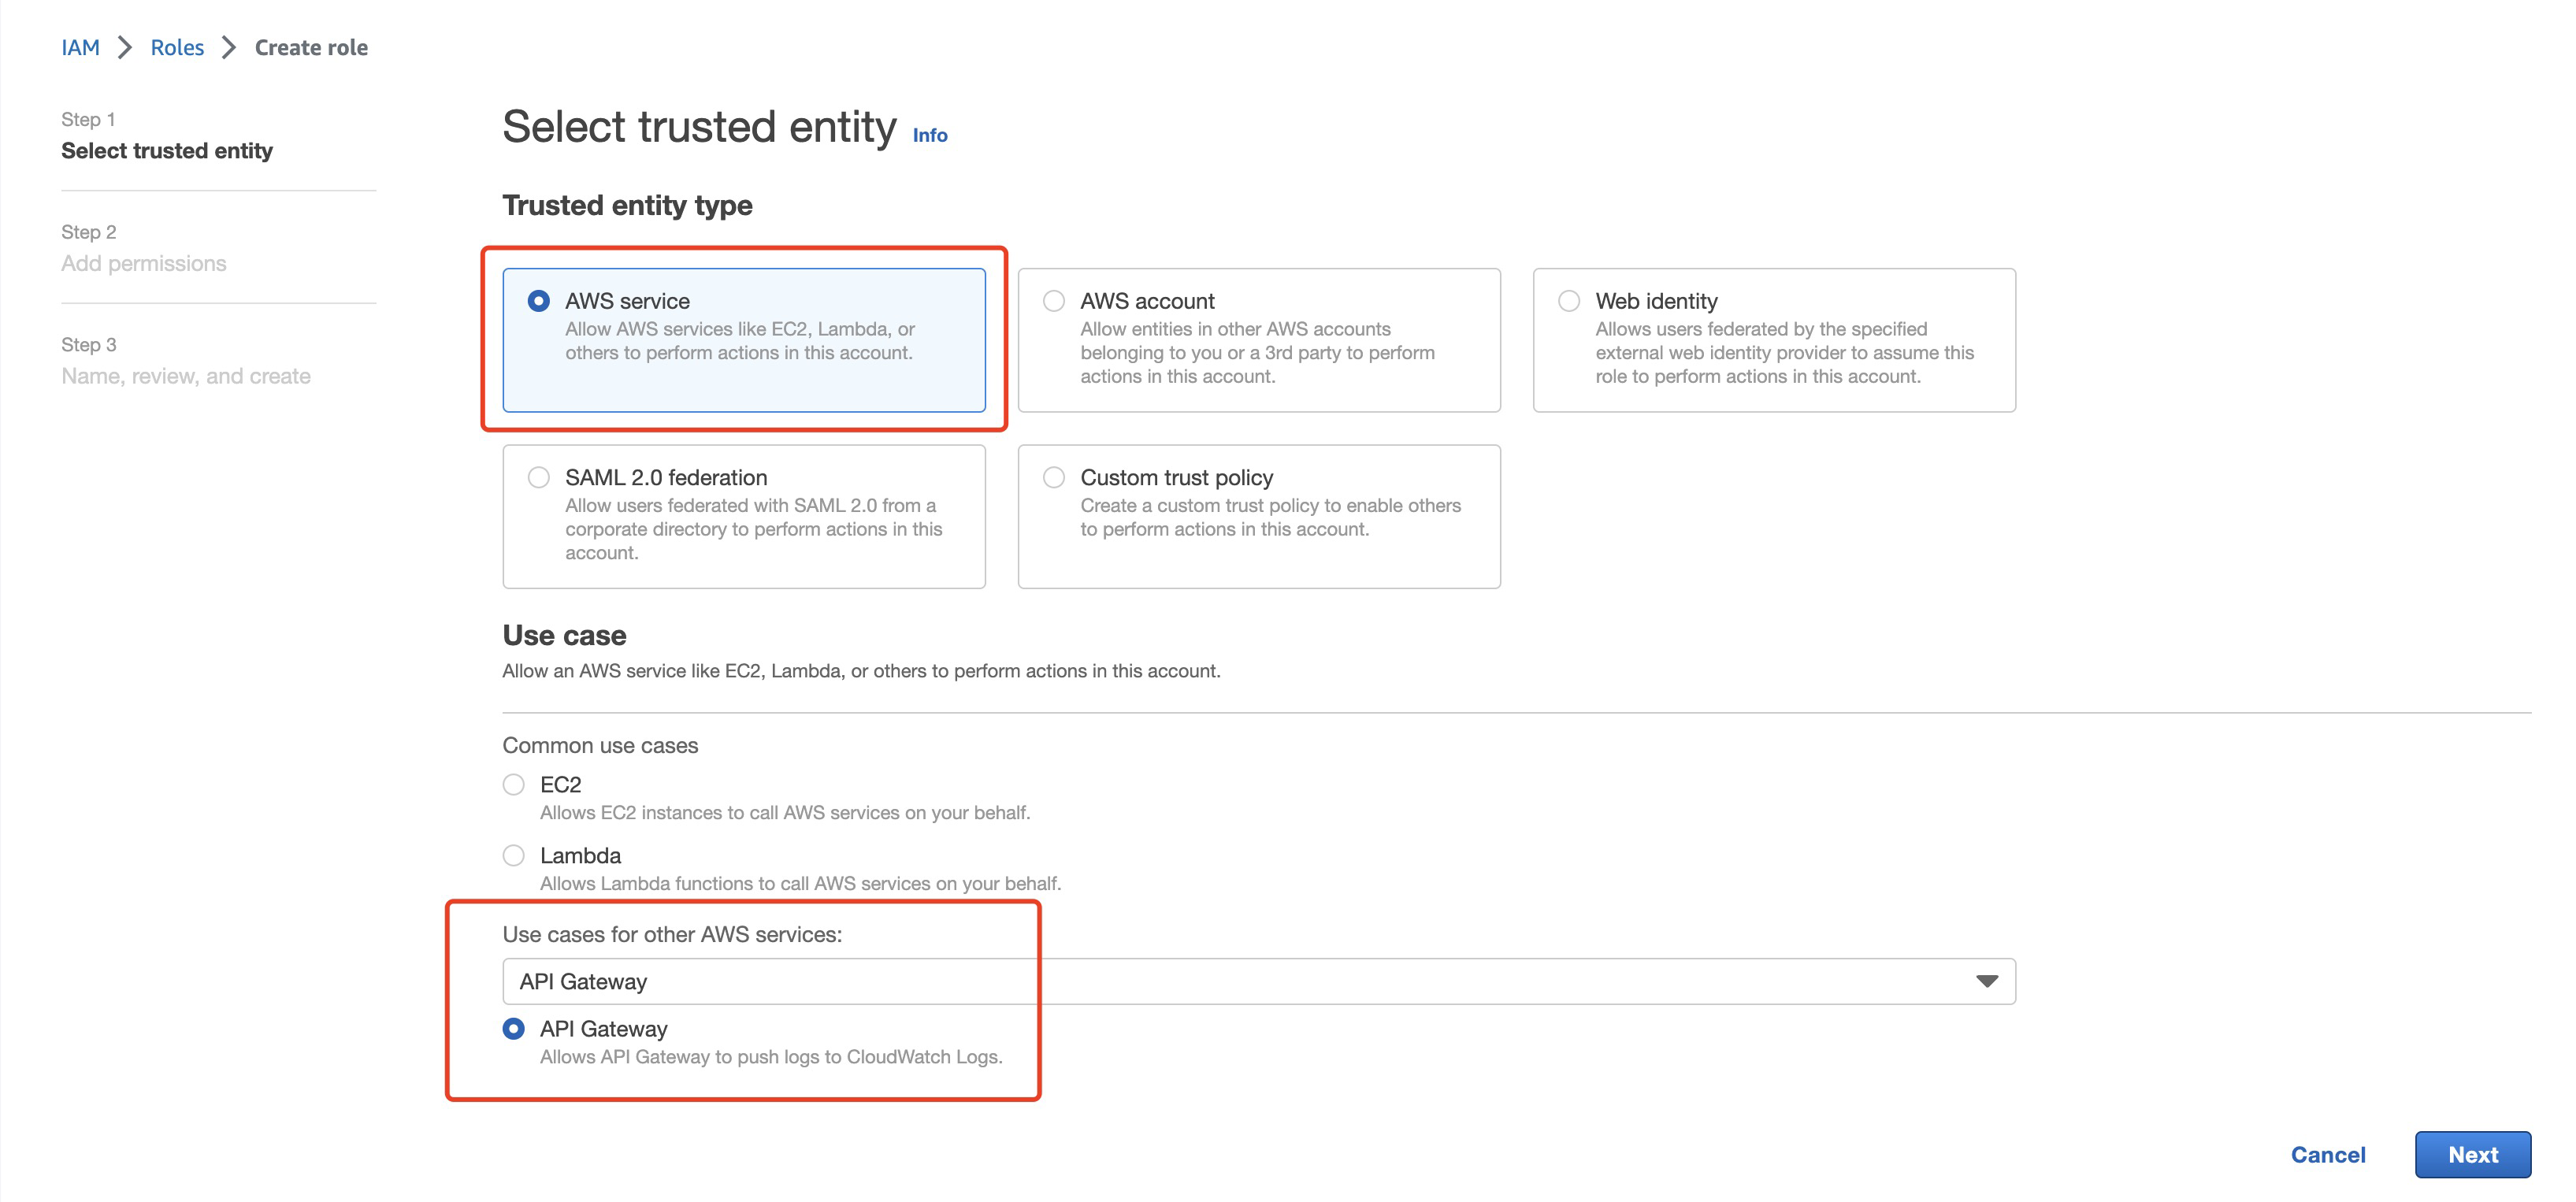 IAM > Roles > Create role
Step 1
Select trusted entity
Step 2
Add permissions
Step 3
Name, review, and create
Select trusted entity Info
Trusted entity type
AWS service
Allow AWS services like EC2, Lambda, or
others to perform actions in this account.
AWS account
Allow entities in other AWS accounts
belonging to you or a 3rd party to perform
actions in this account.
Web identity
Allows users federated by the specified
external web identity provider to assume this
role to perform actions in this account.
SAML 2.0 federation
Allow users federated with SAML 2.0 from a
corporate directory to perform actions in this
account.
Custom trust policy
Create a custom trust policy to enable others
to perform actions in this account.
Use case
Allow an AWS service like EC2, Lambda, or others to perform actions in this account.
Common use cases
EC2
Allows EC2 instances to call AWS services on your behalf.
Lambda
Allows Lambda functions to call AWS services on your behalf.
Use cases for other AWS services:
API Gateway
API Gateway
Allows API Gateway to push logs to CloudWatch Logs.
Cancel
Next